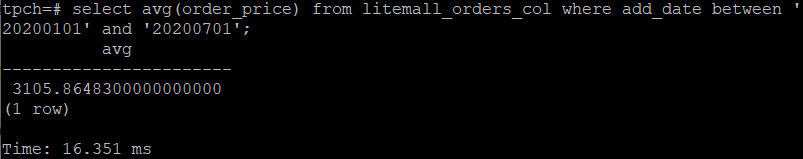 tpch=# select avg(order_price) from litemall_orders_col where add_date between '
20200101' and '20200701';
avg
-----------------------
3105.8648300000000000
(1 row)
Time: 16.351 ms